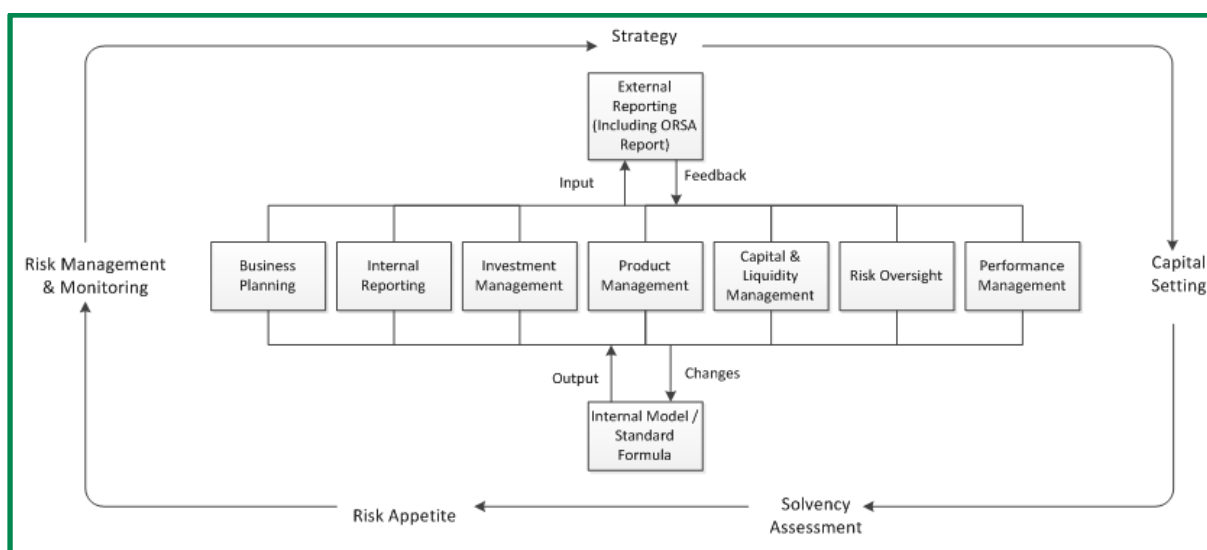 Strategy
External
Reporting
(Including ORSA
Report)
Input
Feedback
Risk Management
& Monitoring
Business
Planning
Internal
Reporting
Investment
Management
Product
Management
Capital &
Liquidity
Management
Risk Oversight
Performance
Management
Capital
Setting
Output
Changes
Internal Model /
Standard
Formula
Risk Appetite
Solvency
Assessment